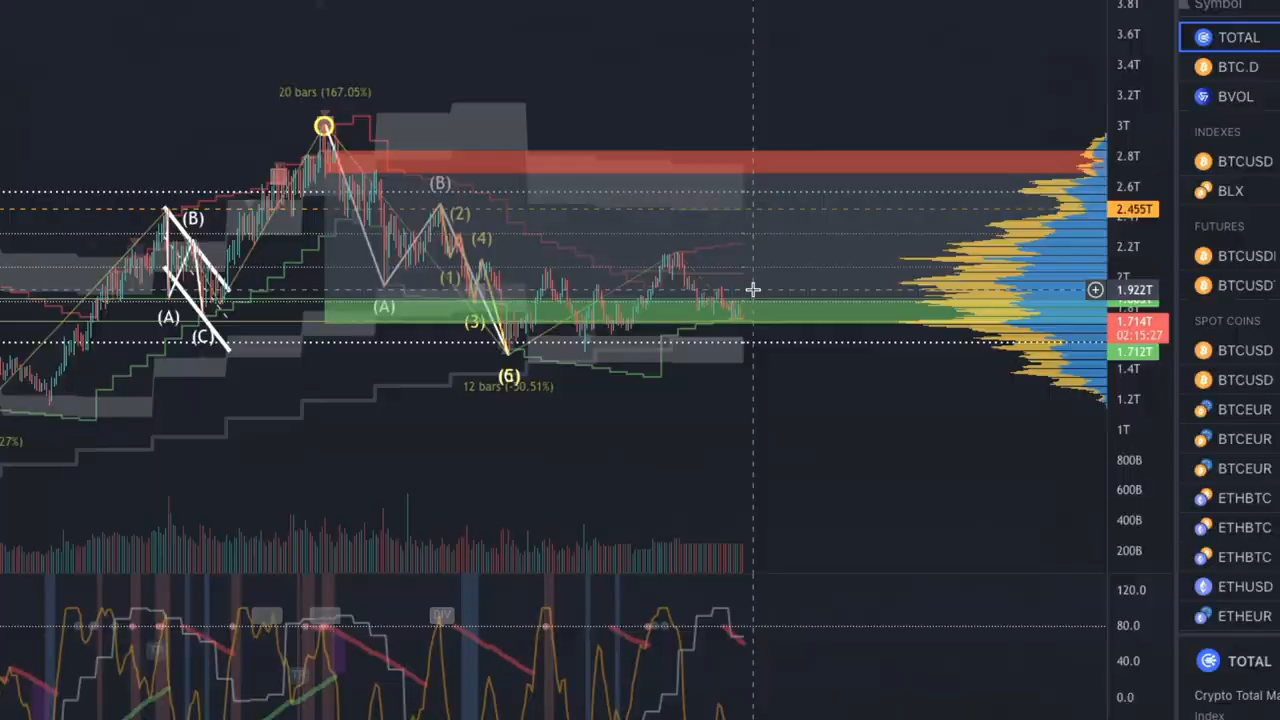 Symbol
3.8T
3.6T
3.4T
3.2T
3T
2.8T
2.6T
2.455T
2.2T
2T
1.922T
1.714T
02:15:27
1.712T
1.4T
1.2T
1T
800B
600B
400B
200B
120.0
80.0
40.0
0.0
20 bars (167.05%)
(B)
(A)
(C)
(B)
(2)
(4)
(1)
(A)
(3)
12 bars (-30.51%)
27%)
DIV
TOTAL
BTC.D
BVOL
INDEXES
BTCUSD
BLX
FUTURES
BTCUSD
BTCUSD
SPOT COINS
BTCUSD
BTCUSD
BTCEUR
BTCEUR
BTCEUR
ETHBTC
ETHBTC
ETHBTC
ETHUSD
ETHEUR
TOTAL
Crypto Total Ma
Index